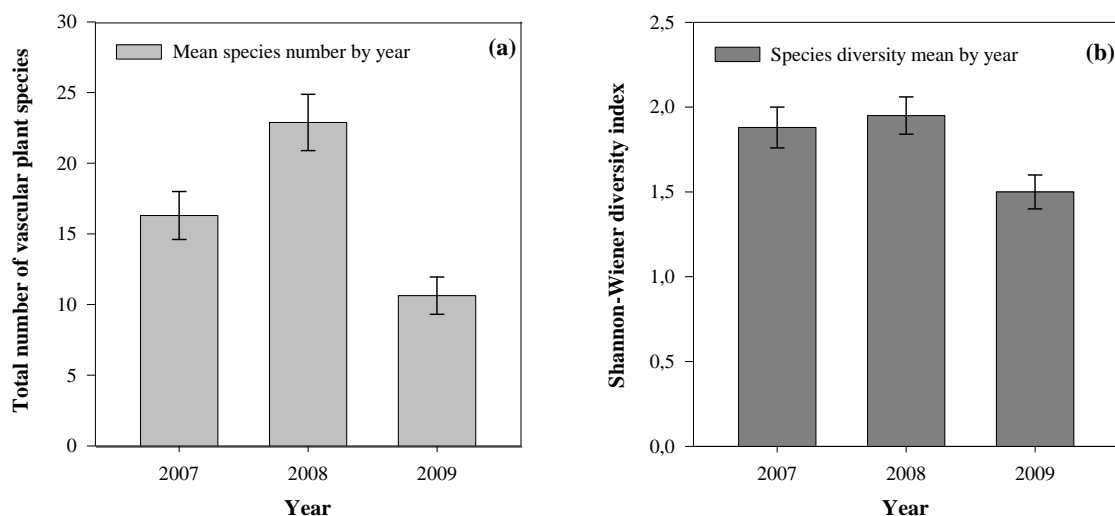 30
25
20
15
10
5
0
Total number of vascular plant species
Mean species number by year
(a)
2007
2008
2009
Year
2,5
2,0
1,5
1,0
0,5
0,0
Shannon-Wiener diversity index
Species diversity mean by year
(b)
2007
2008
2009
Year